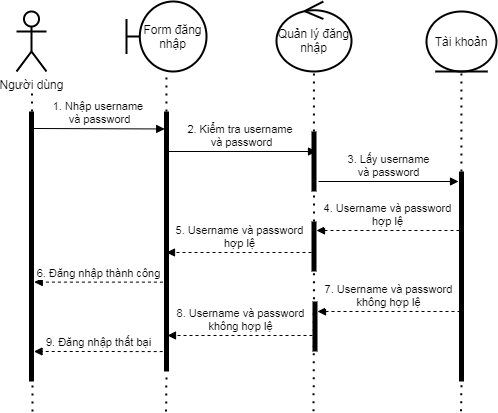 Form đăng
nhập
Quản lý đăng
nhập
Tài khoản
Người dùng
1. Nhập username
và password
2. Kiểm tra username
và password
3. Lấy username
và password
4. Username và password
hợp lệ
5. Username và password
hợp lệ
6. Đăng nhập thành công
7. Username và password
không hợp lệ
8. Username và password
không hợp lệ
9. Đăng nhập thất bại